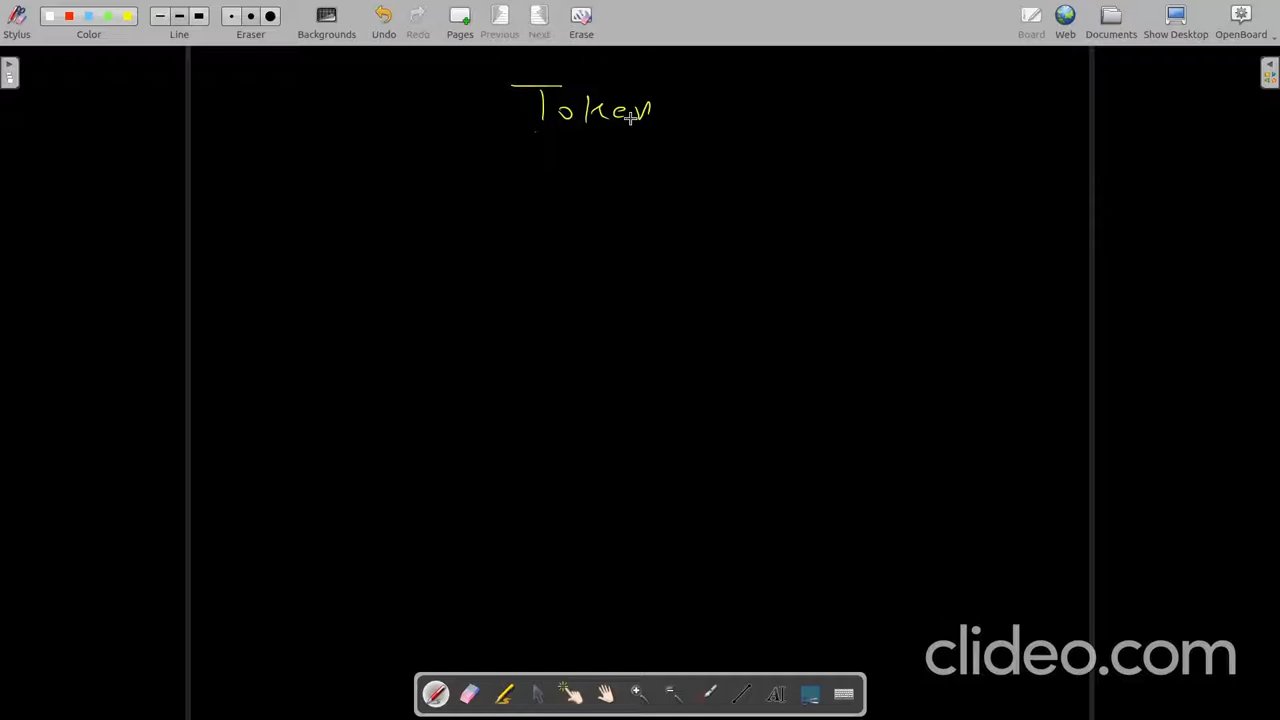 Stylus Color Line Eraser Backgrounds Undo Redo Pages Previous Next Erase Board Web Documents Show Desktop OpenBoard
Token
clideo.com
AI